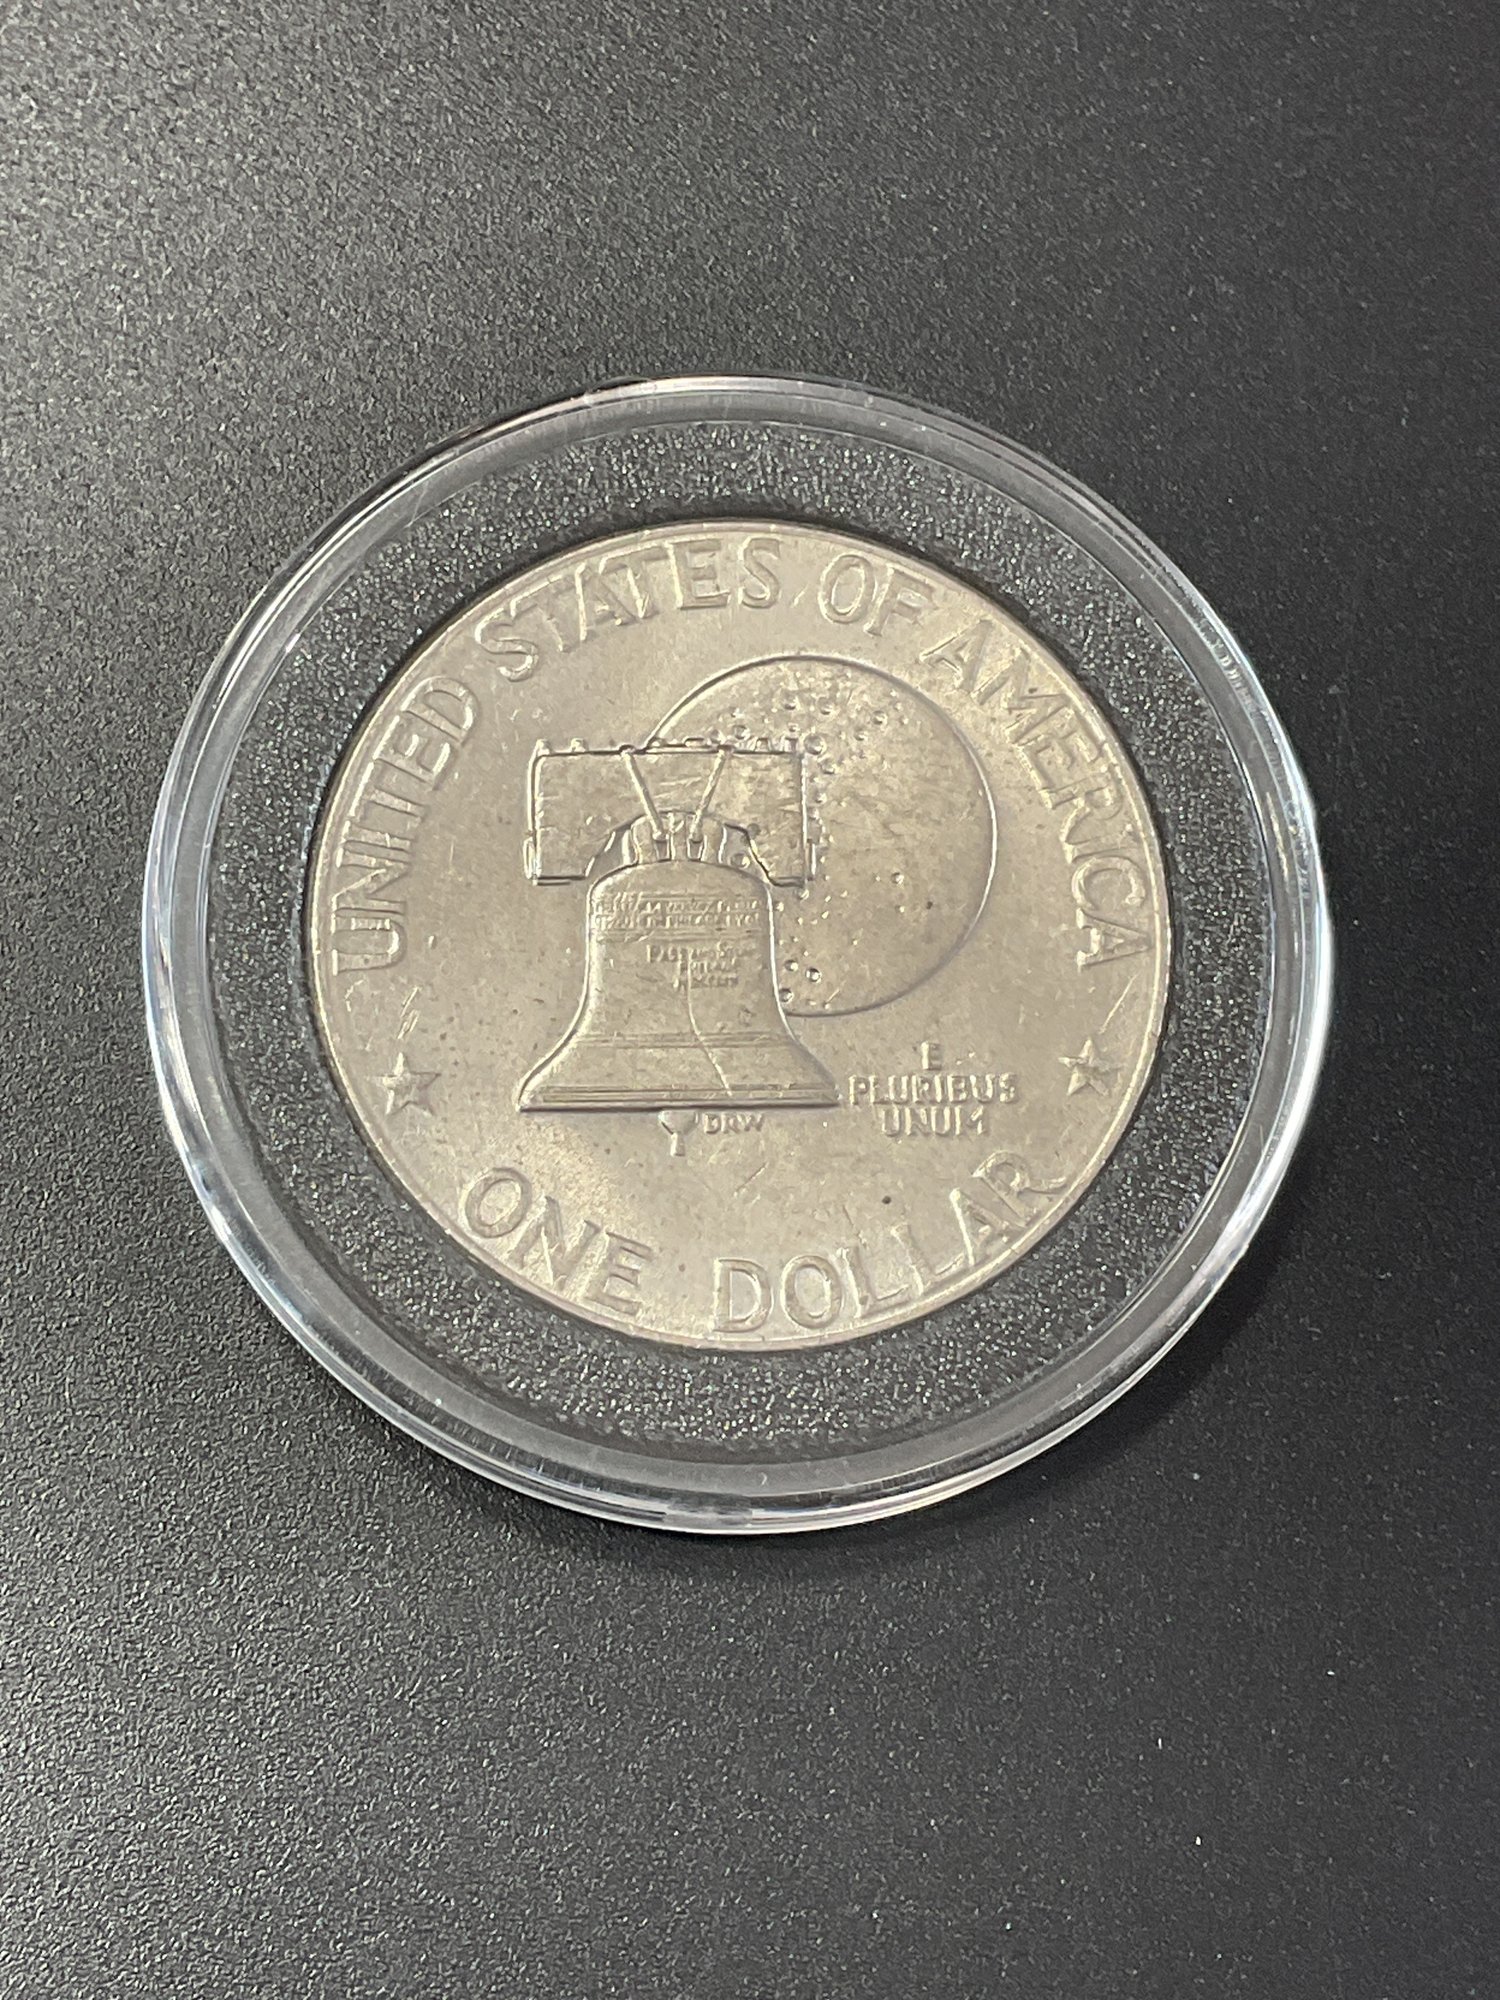 UNITED STATES OF AMERICA
E
PLURIBUS
UNUM
DRW
ONE DOLLAR